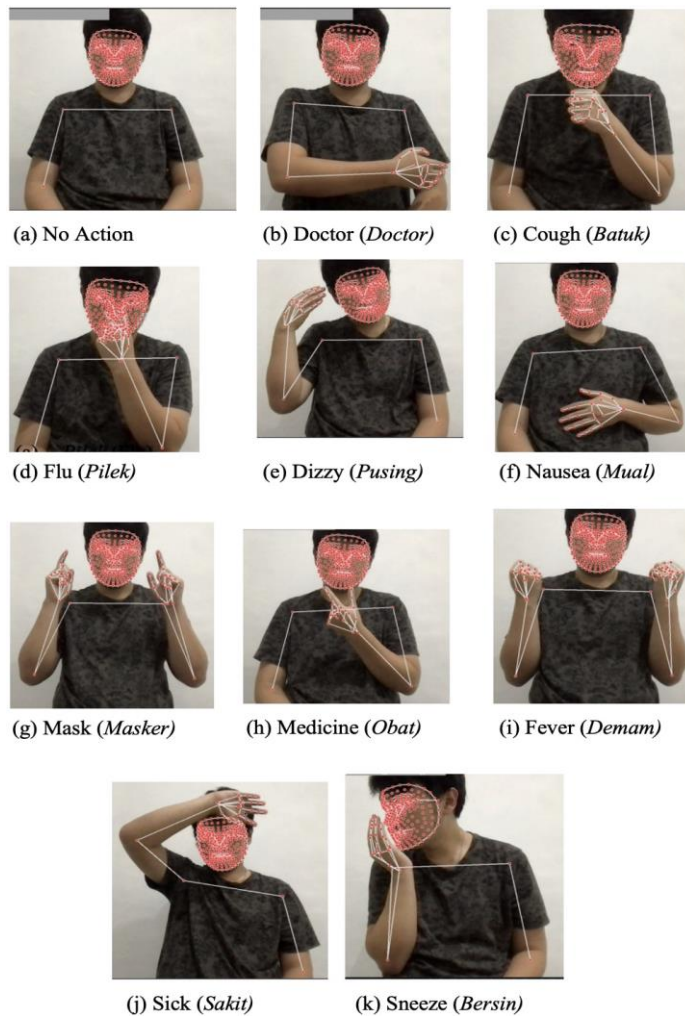 (a) No Action
(b) Doctor (Doctor)
(c) Cough (Batuk)
(d) Flu (Pilek)
(e) Dizzy (Pusing)
(f) Nausea (Mual)
(g) Mask (Masker)
(h) Medicine (Obat)
(i) Fever (Demam)
(j) Sick (Sakit)
(k) Sneeze (Bersin)